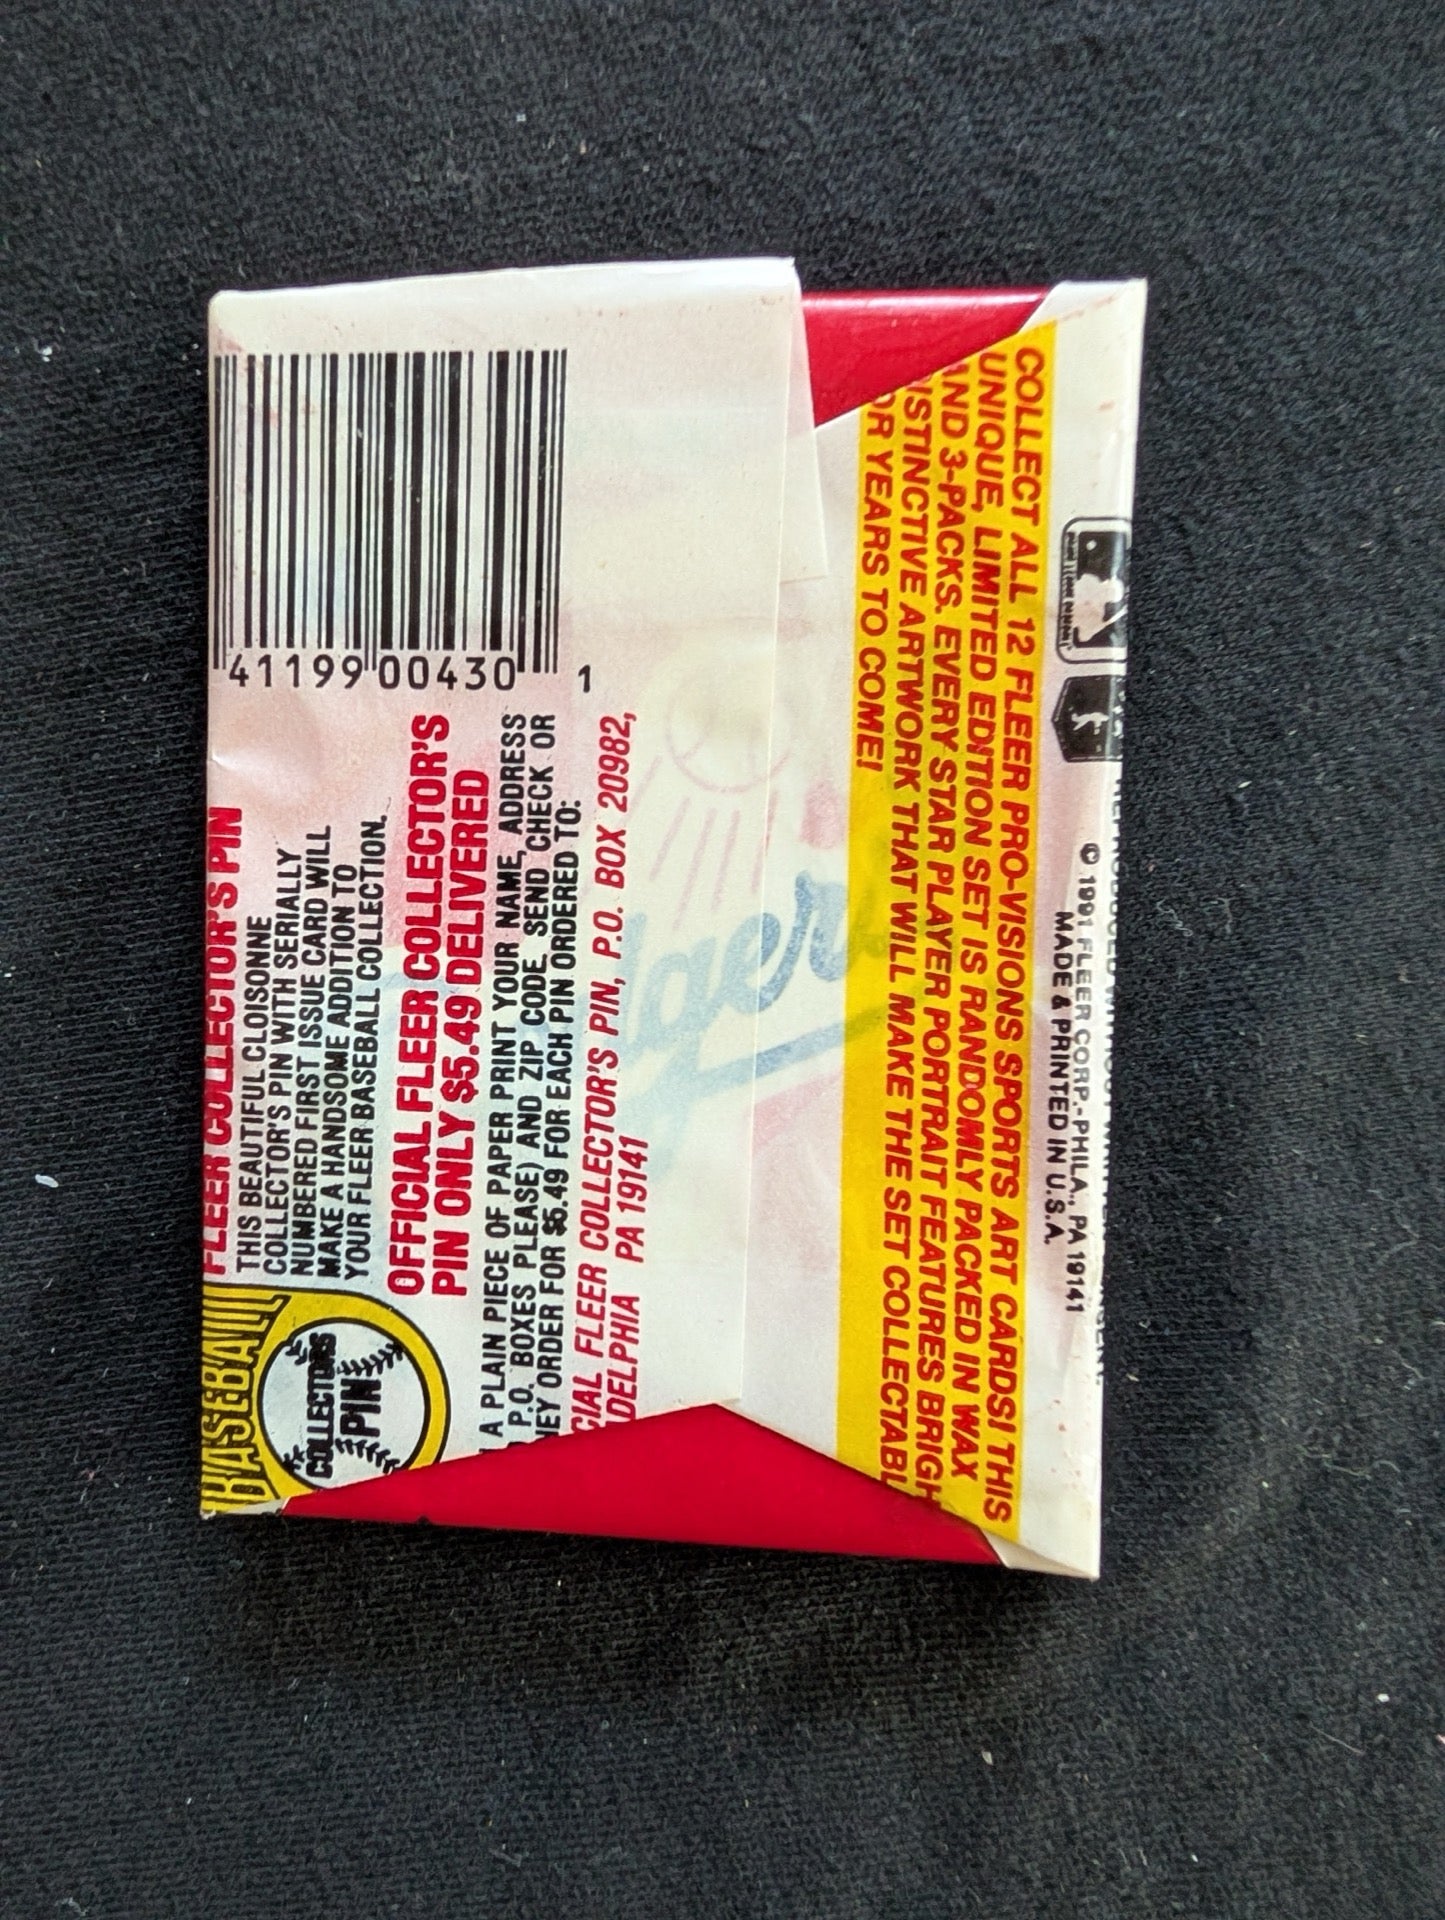 41199 00430 1
FLEER COLLECTOR'S PIN
THIS BEAUTIFUL CLOISONNE
COLLECTOR'S PIN WITH SERIALLY
NUMBERED FIRST ISSUE CARD WILL
MAKE A HANDSOME ADDITION TO
YOUR FLEER BASEBALL COLLECTION.
OFFICIAL FLEER COLLECTOR'S
PIN ONLY $5.49 DELIVERED
A PLAIN PIECE OF PAPER PRINT YOUR NAME, ADDRESS
P.O. BOXES PLEASE) AND ZIP CODE. SEND CHECK OR
NEY ORDER FOR $5.49 FOR EACH PIN ORDERED TO:
CIAL FLEER COLLECTOR'S PIN, P.O. BOX 20982,
DELPHIA PA 19141
BASEBALL
COLLECTORS
PIN
gers
COLLECT ALL 12 FLEER PRO-VISIONS SPORTS ART CARDS! THIS
UNIQUE, LIMITED EDITION SET IS RANDOMLY PACKED IN WAX
AND 3-PACKS. EVERY STAR PLAYER PORTRAIT FEATURES BRIGH
ISTINCTIVE ARTWORK THAT WILL MAKE THE SET COLLECTABL
OR YEARS TO COME!
© 1991 FLEER CORP.-PHILA., PA 19141
MADE & PRINTED IN U.S.A.